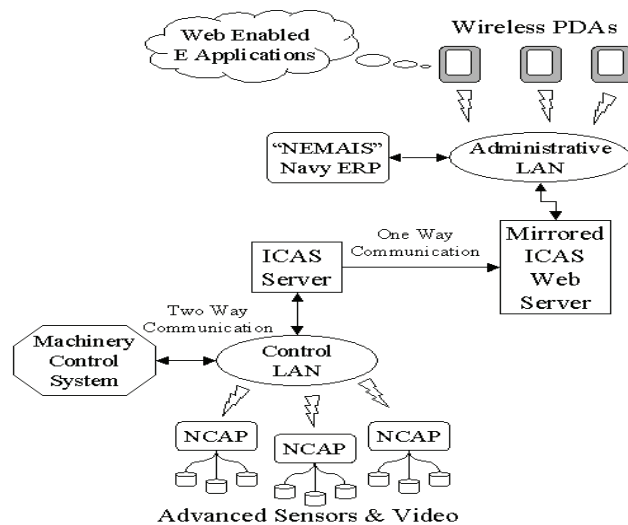 Web Enabled
E Applications
Wireless PDAs
"NEMAIS"
Navy ERP
Administrative
LAN
One Way
Communication
ICAS
Server
Mirrored
ICAS
Web
Server
Two Way
Communication
Machinery
Control
System
Control
LAN
NCAP
NCAP
NCAP
Advanced Sensors & Video